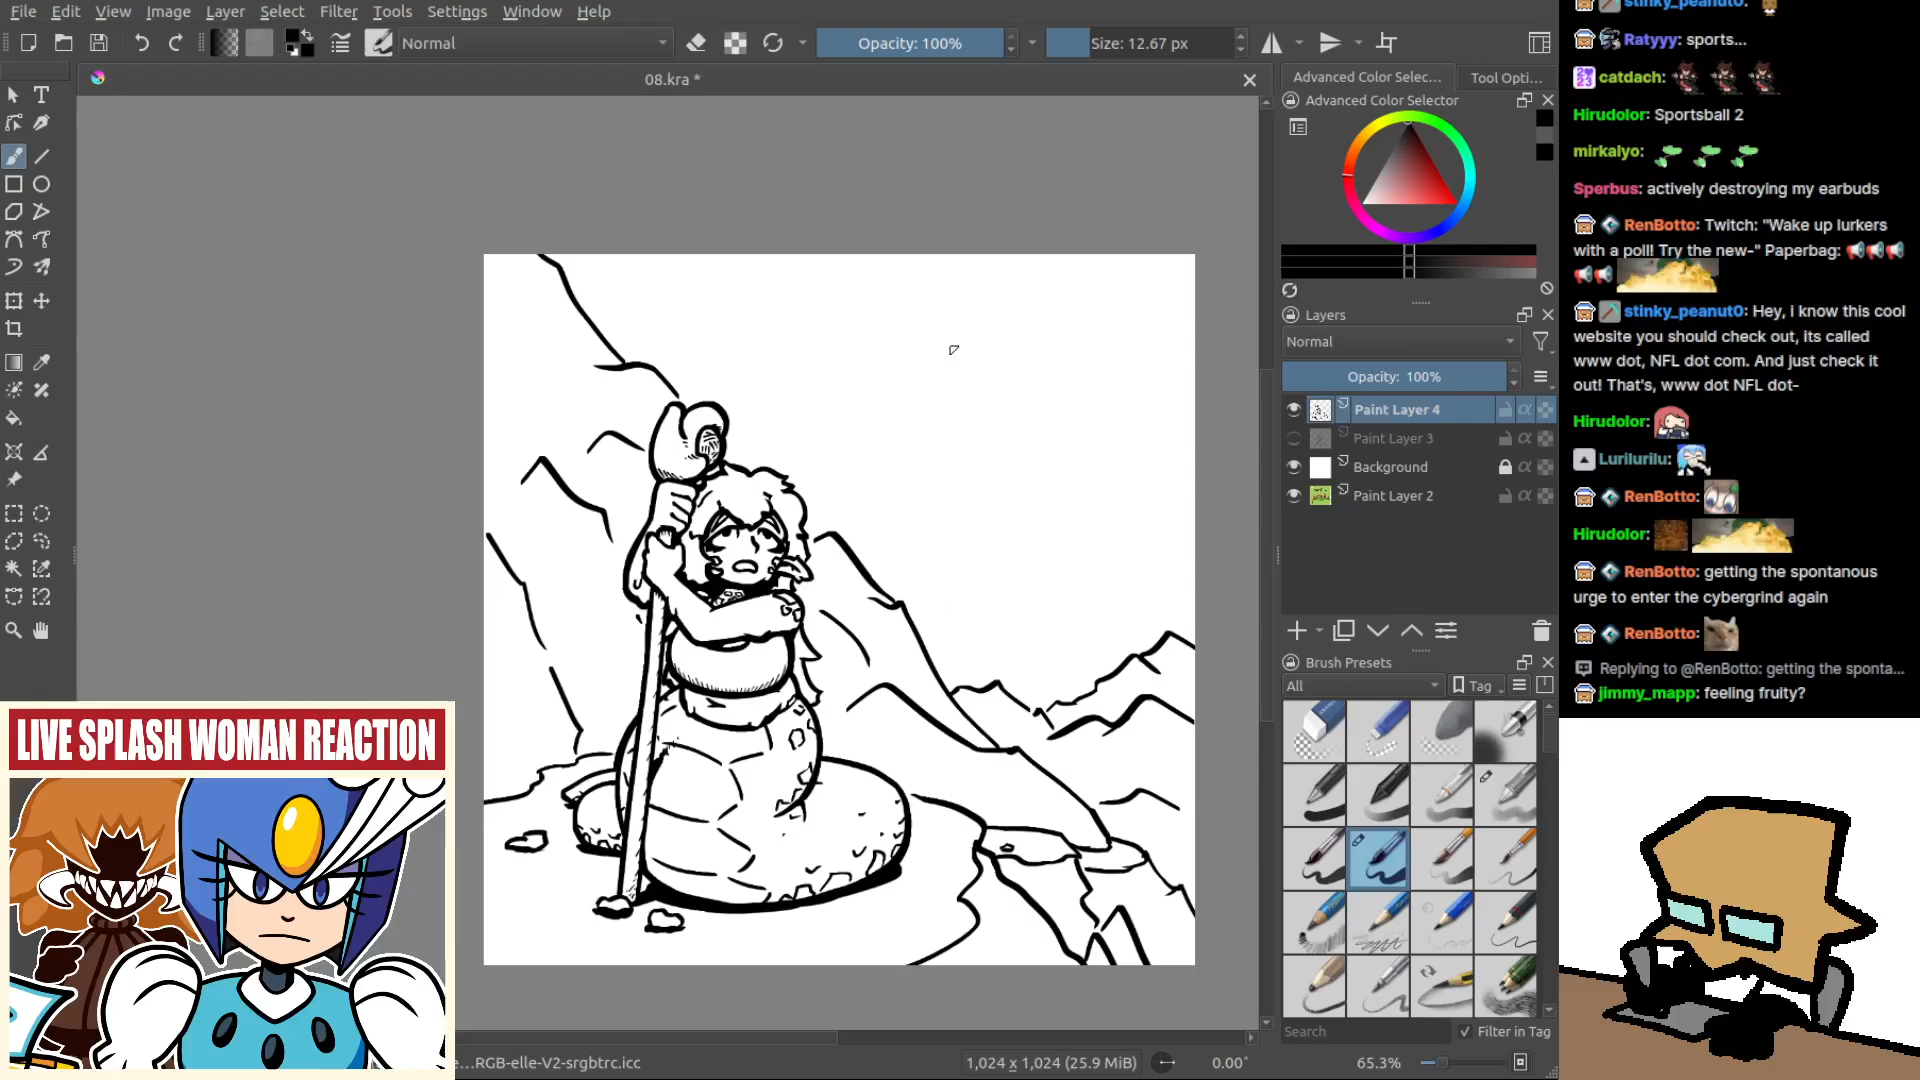 File Edit View Image Layer Select Filter Tools Settings Window Help
Normal
Opacity: 100%
Size: 12.67 px
08.kra *
Advanced Color Selec...
Tool Opti...
Advanced Color Selector
Layers
Normal
Opacity: 100%
Paint Layer 4
Paint Layer 3
Background
Paint Layer 2
Brush Presets
All
Tag
Search
Filter in Tag
e...RGB-elle-V2-srgbtrc.icc
1,024 x 1,024 (25.9 MiB)
0.00°
65.3%
LIVE SPLASH WOMAN REACTION
stinky_peanut0:
Ratyyy: sports...
catdach:
Hirudolor: Sportsball 2
mirkalyo:
Sperbus: actively destroying my earbuds
RenBotto: Twitch: "Wake up lurkers
with a poll! Try the new-" Paperbag:
stinky_peanut0: Hey, i know this cool
website you should check out, its called
www dot, NFL dot com. And just check it
out! That's, www dot NFL dot-
Hirudolor:
Lurilurilu:
RenBotto:
Hirudolor:
RenBotto: getting the spontanous
urge to enter the cybergrind again
RenBotto:
Replying to @RenBotto: getting the sponta...
jimmy_mapp: feeling fruity?